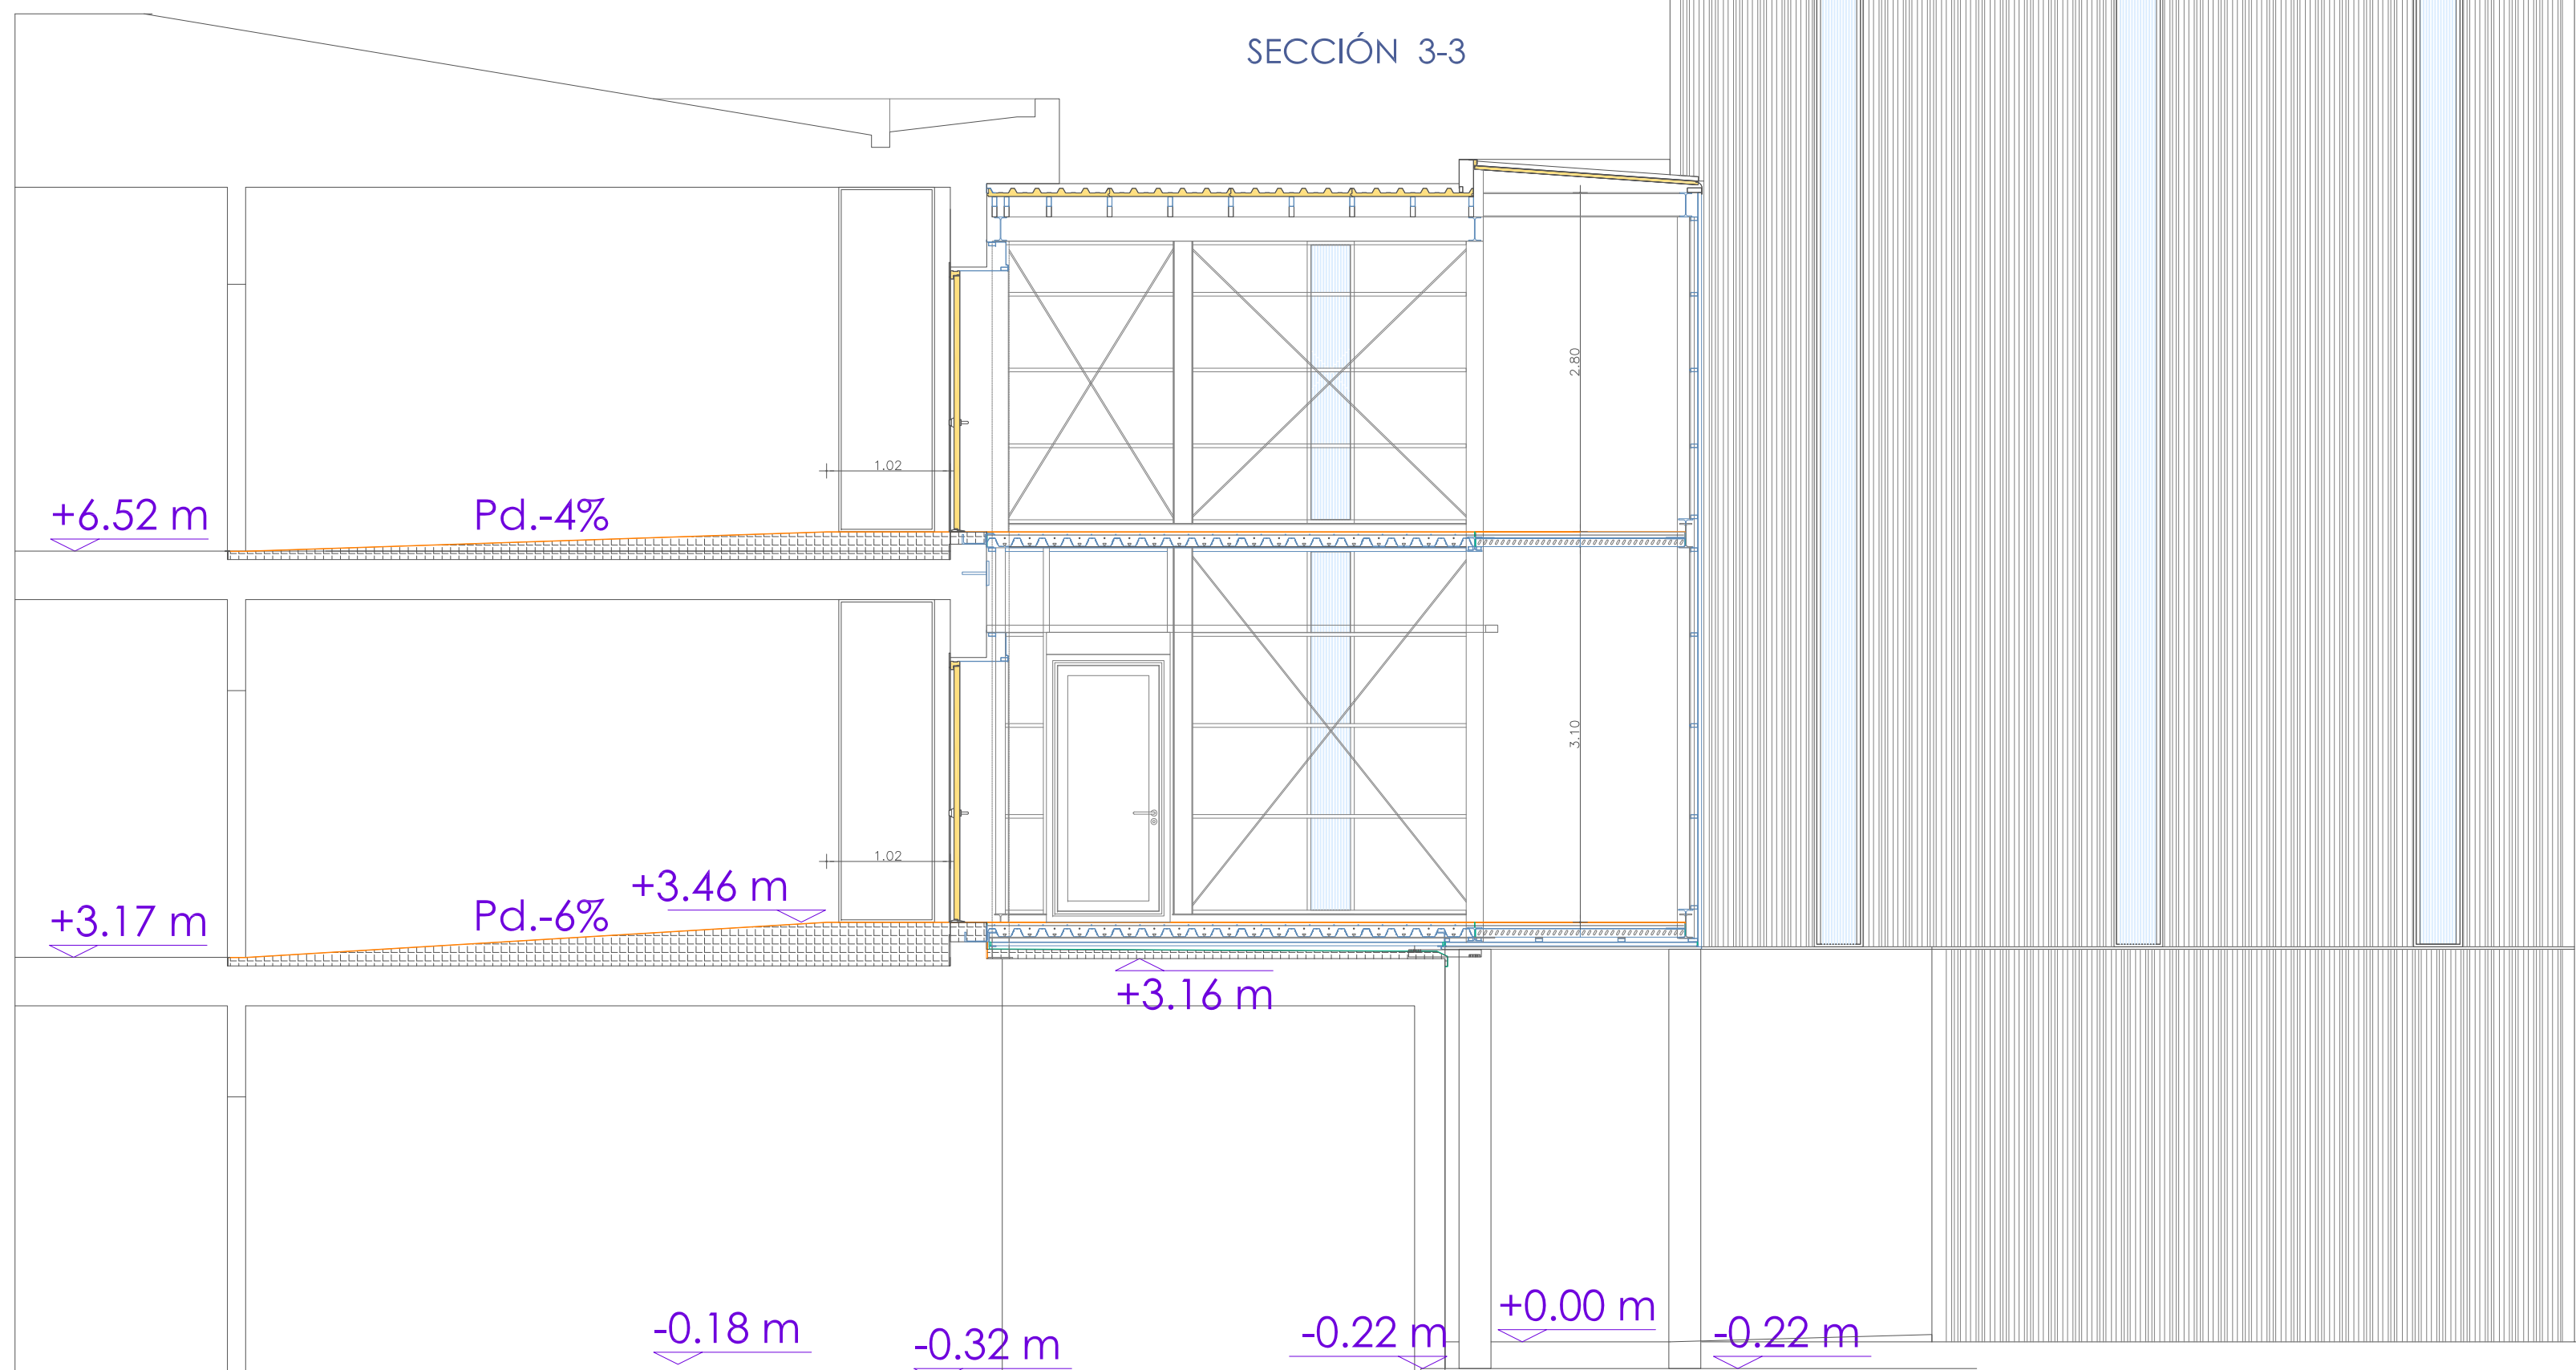 SECCIÓN 3-3
2.80
1.02
+6.52 m
Pd.-4%
3.10
1.02
+3.46 m
+3.17 m
Pd.-6%
+3.16 m
+0.00 m
-0.18 m
-0.32 m
-0.22 m
-0.22 m